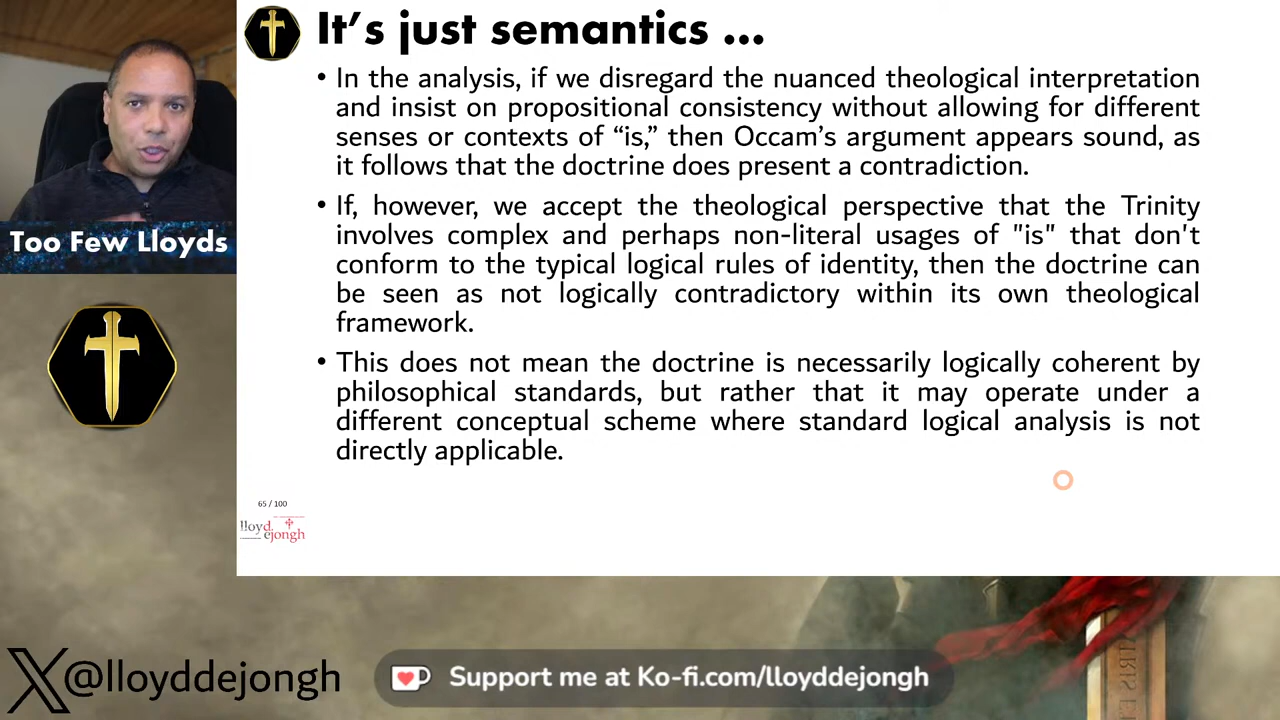 It's just semantics ...
• In the analysis, if we disregard the nuanced theological interpretation
and insist on propositional consistency without allowing for different
senses or contexts of “is,” then Occam’s argument appears sound, as
it follows that the doctrine does present a contradiction.
• If, however, we accept the theological perspective that the Trinity
involves complex and perhaps non-literal usages of "is" that don't
conform to the typical logical rules of identity, then the doctrine can
be seen as not logically contradictory within its own theological
framework.
• This does not mean the doctrine is necessarily logically coherent by
philosophical standards, but rather that it may operate under a
different conceptual scheme where standard logical analysis is not
directly applicable.
Too Few Lloyds
65 / 100
lloyd
ejongh
X@lloyddejongh
Support me at Ko-fi.com/lloyddejongh